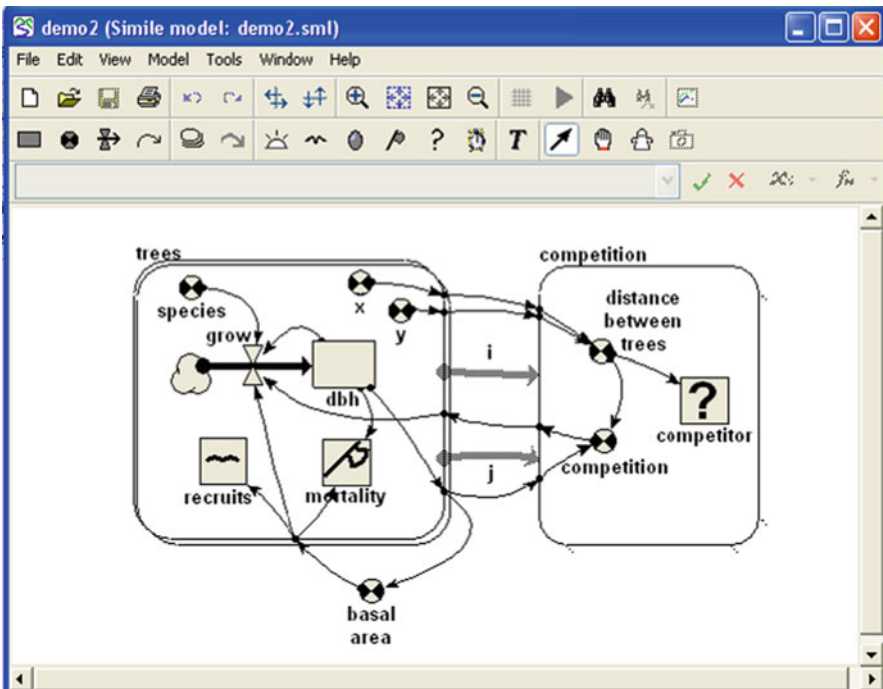 demo2 (Simile model: demo2.sml)
File Edit View Model Tools Window Help
? T
trees
competition
species
x
y
grow
dbh
distance
between
trees
i
?
competitor
competition
recruits
mortality
j
basal
area